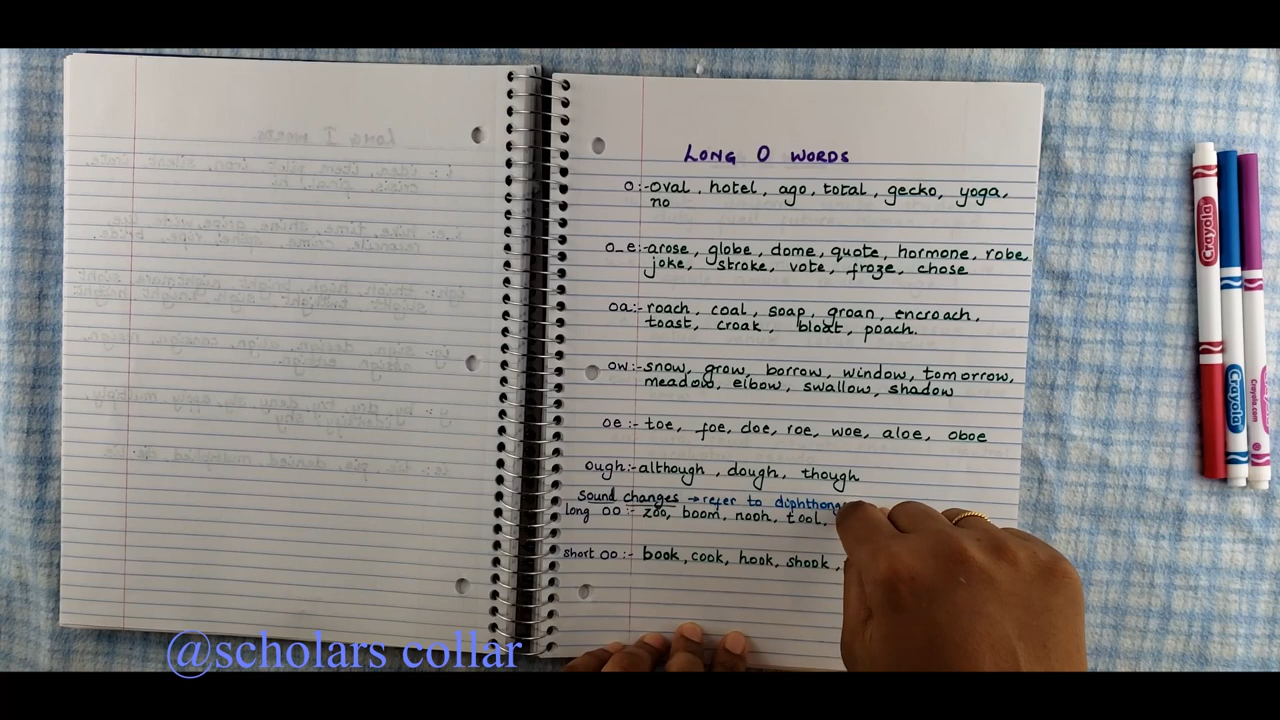 LONG O WORDS
o:- oval, hotel, ago, total, gecko, yoga,
no
o_e:- arose, globe, dome, quote, hormone, robe,
joke, stroke, vote, froze, chose
oa:- roach, coal, soap, groan, encroach,
toast, croak, bloat, poach.
ow:- snow, grow, borrow, window, tomorrow,
meadow, elbow, swallow, shadow
oe:- toe, foe, doe, roe, woe, aloe, oboe
ough:- although, dough, though
Sound changes → refer to diphthong
long oo:- zoo, boom, nooh, tool,
short oo:- book, cook, hook, shook,
@scholars collar
Crayola
Crayola
Crayola.com